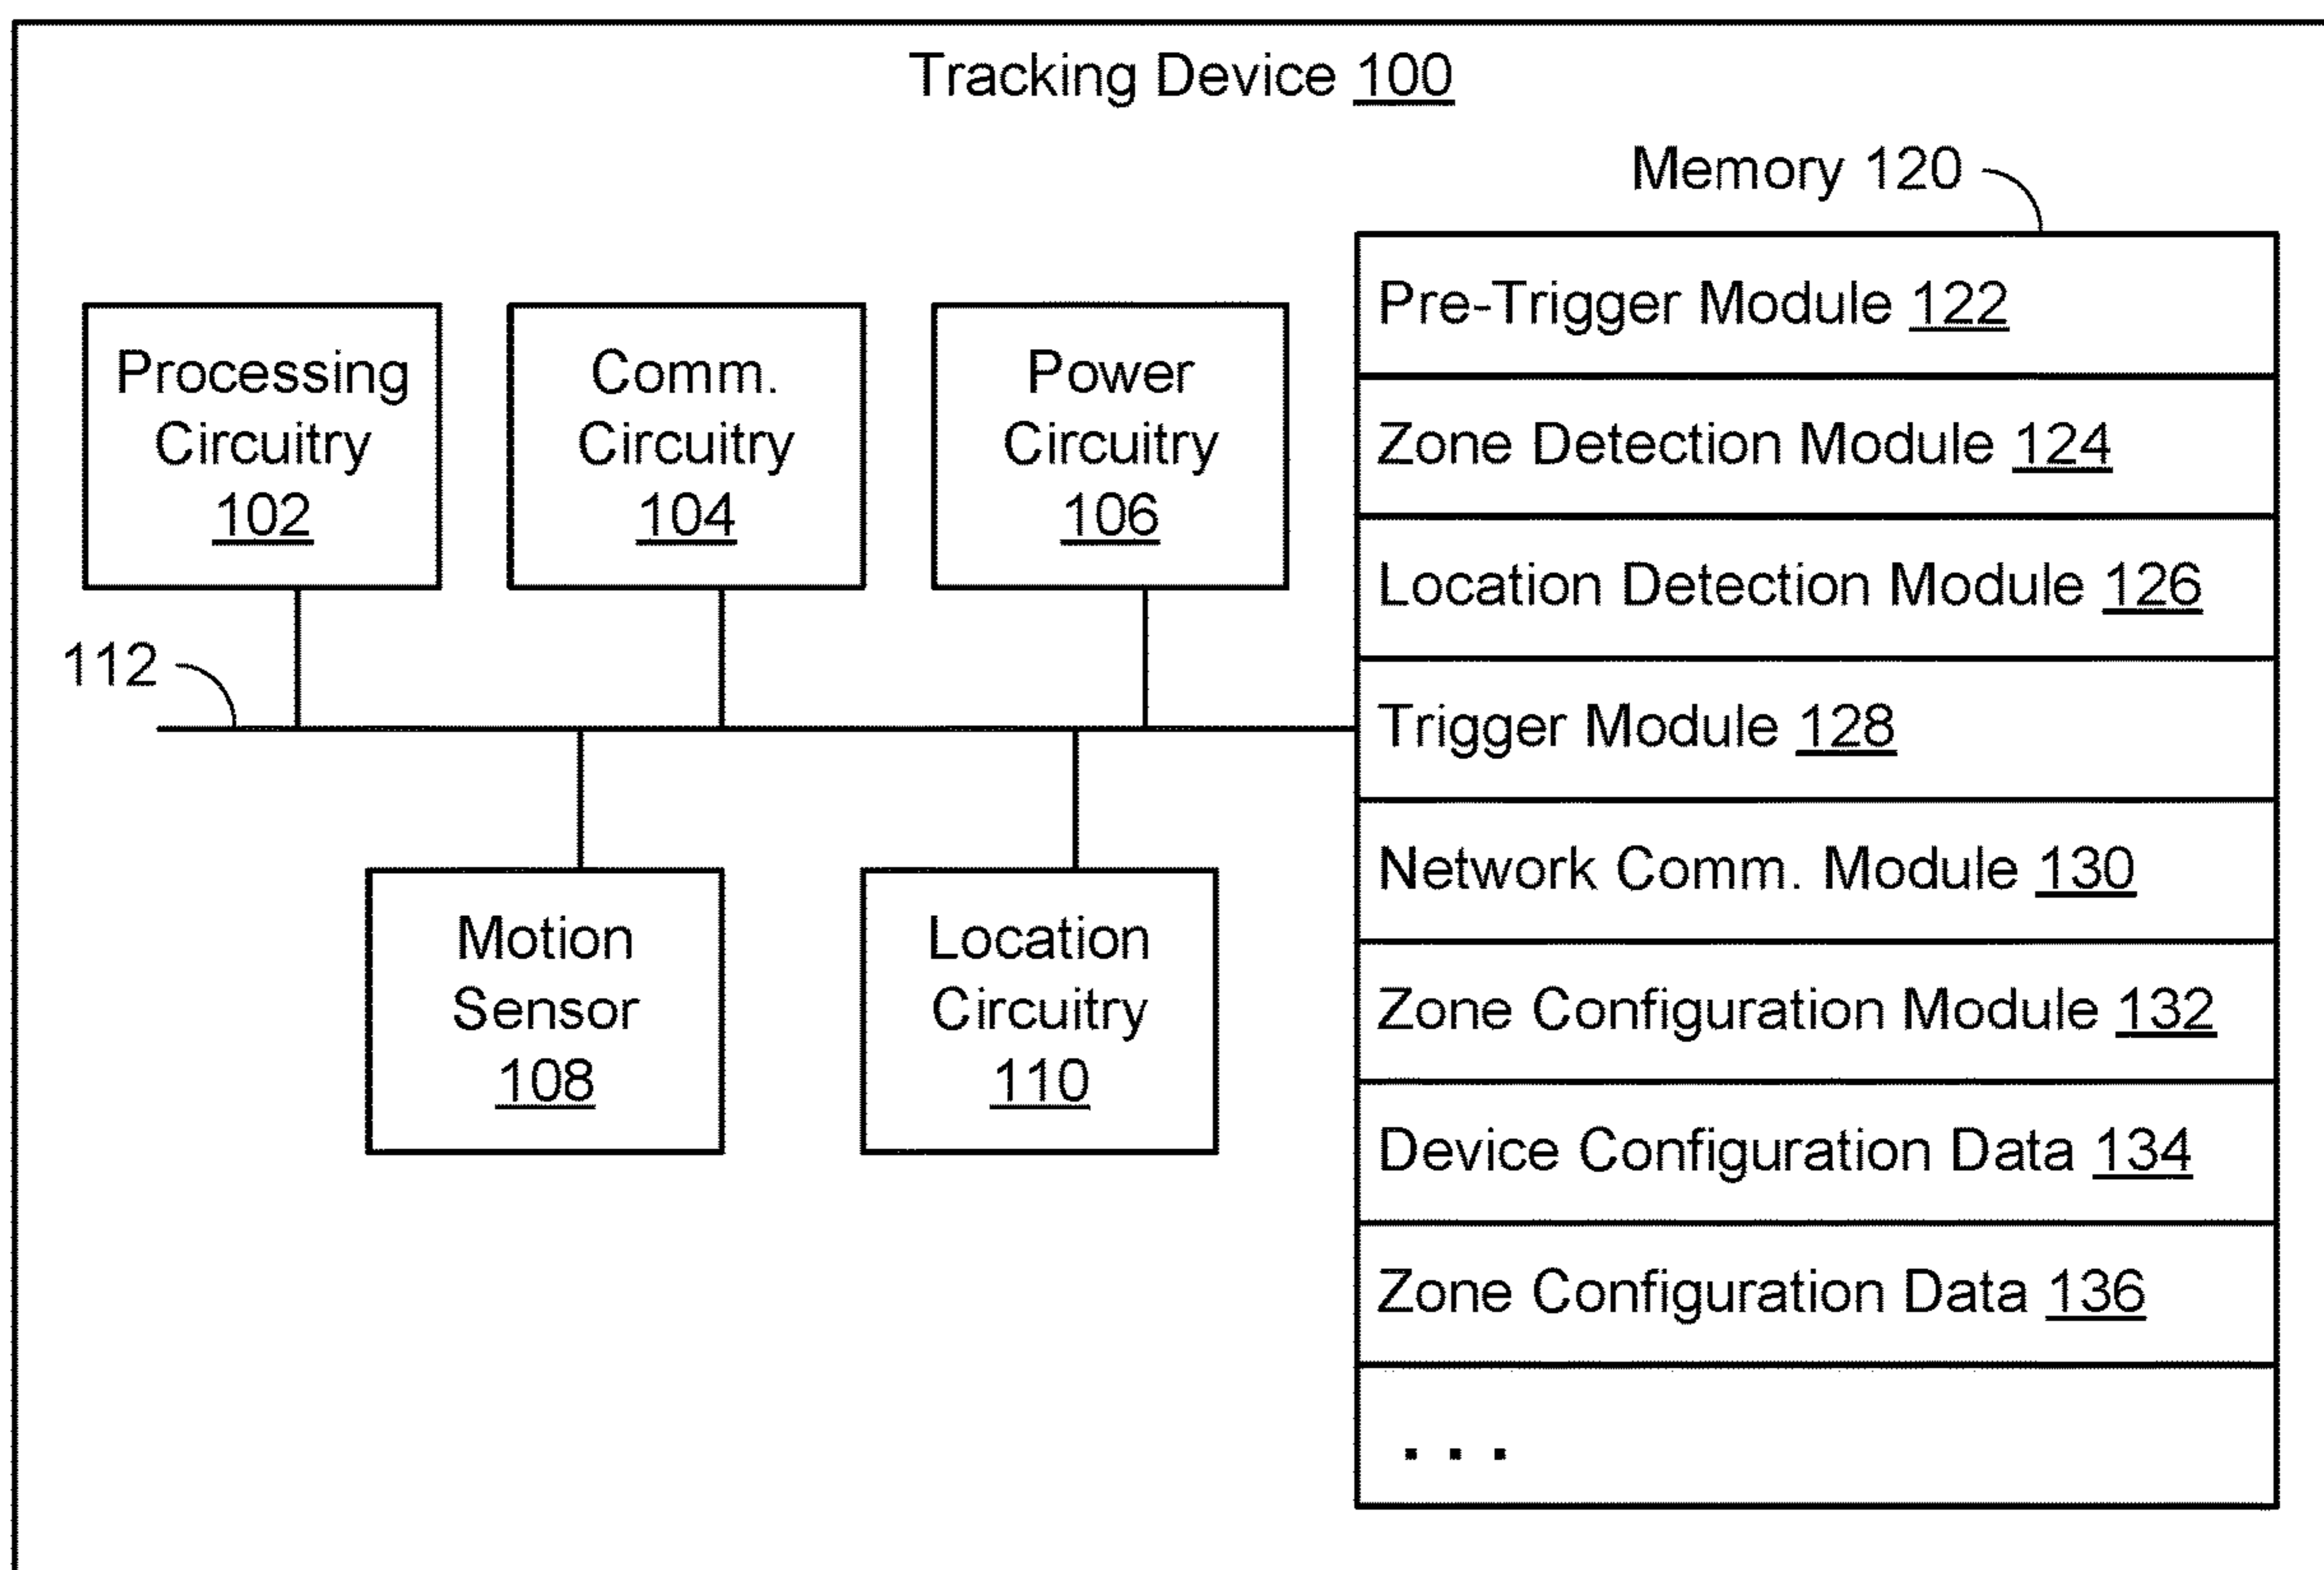 Tracking Device 100
Memory 120
Processing
Circuitry
102
Comm.
Circuitry
104
Power
Circuitry
106
112
Motion
Sensor
108
Location
Circuitry
110
Pre-Trigger Module 122
Zone Detection Module 124
Location Detection Module 126
Trigger Module 128
Network Comm. Module 130
Zone Configuration Module 132
Device Configuration Data 134
Zone Configuration Data 136
...